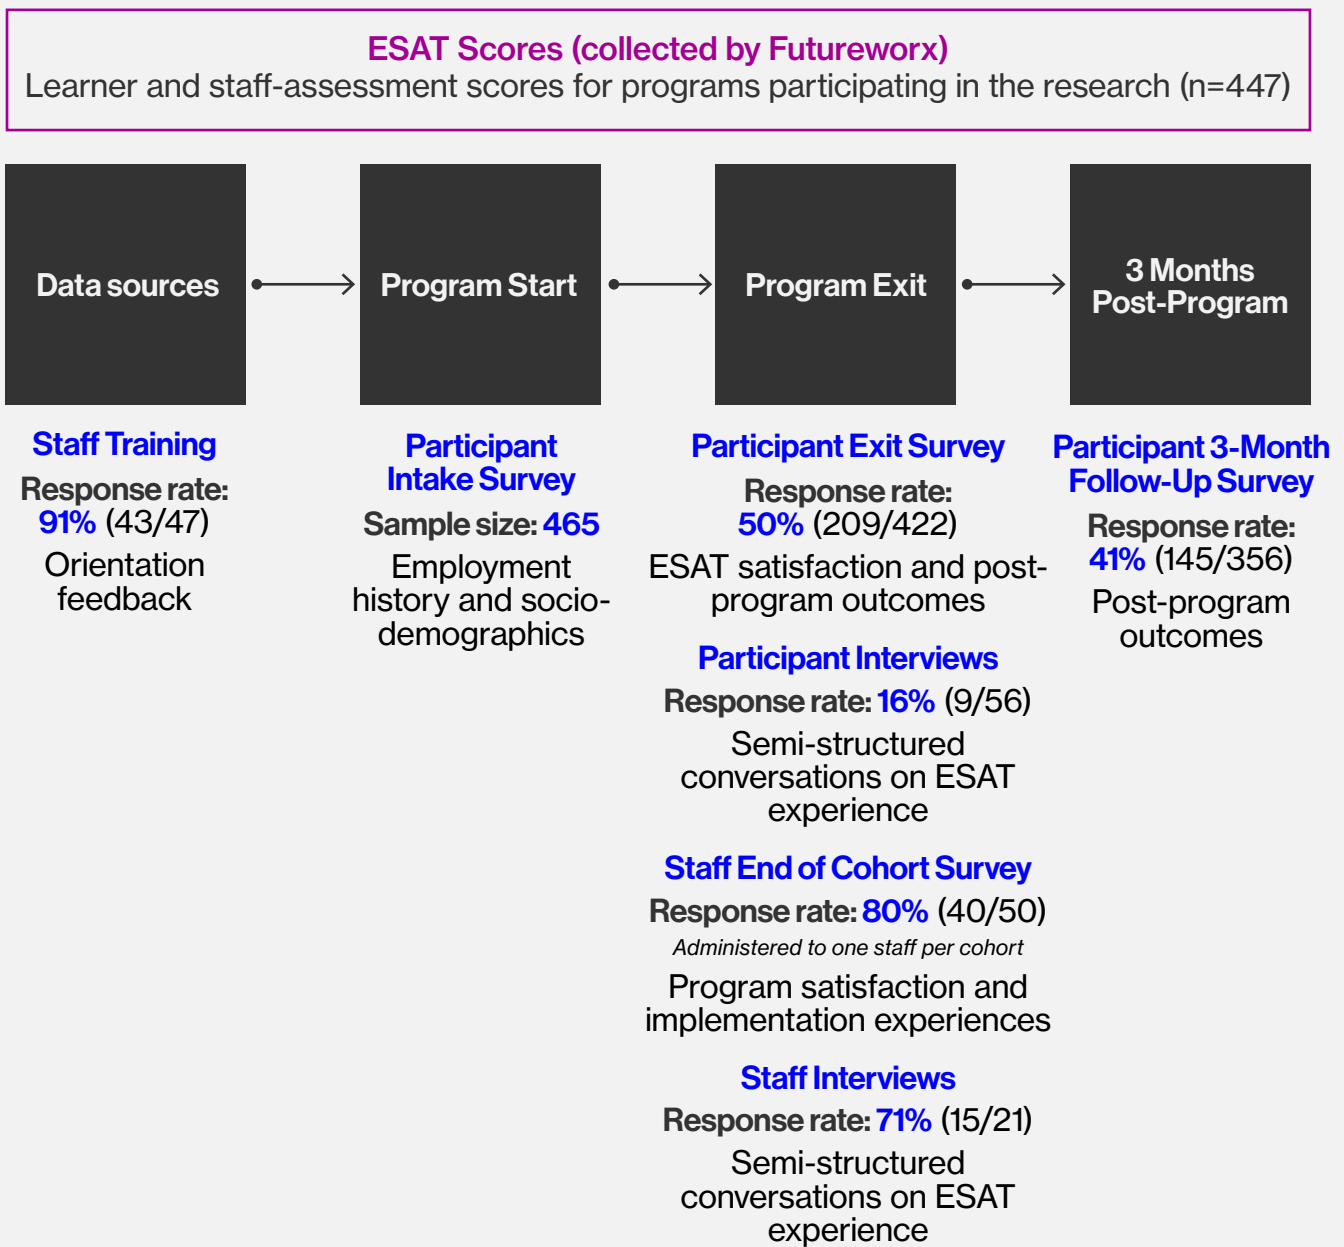 ESAT Scores (collected by Futureworx)
Learner and staff-assessment scores for programs participating in the research (n=447)
Data sources
Program Start
Program Exit
3 Months
Post-Program
Staff Training
Response rate:
91% (43/47)
Orientation
feedback
Participant
Intake Survey
Sample size: 465
Employment
history and socio-
demographics
Participant Exit Survey
Response rate:
50% (209/422)
ESAT satisfaction and post-
program outcomes
Participant Interviews
Response rate: 16% (9/56)
Semi-structured
conversations on ESAT
experience
Staff End of Cohort Survey
Response rate: 80% (40/50)
Administered to one staff per cohort
Program satisfaction and
implementation experiences
Staff Interviews
Response rate: 71% (15/21)
Semi-structured
conversations on ESAT
experience
Participant 3-Month
Follow-Up Survey
Response rate:
41% (145/356)
Post-program
outcomes